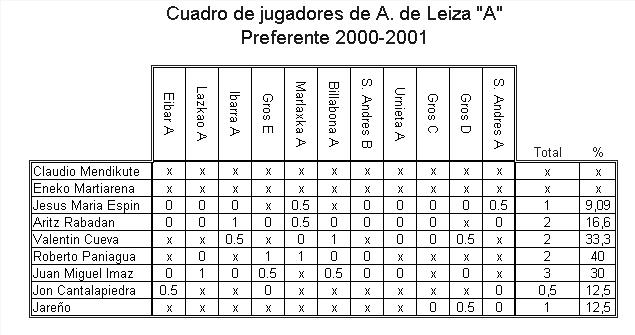 Cuadro de jugadores de A. de Leiza "A"
Preferente 2000-2001
Eibar A Lazkao A Ibarra A Gros E Marlaxka A Billabona A S. Andres B Urnieta A Gros C Gros D S. Andres A Total %
Claudio Mendikute x x x x x x x x x x x x x
Eneko Martiarena x x x x x x x x x x x x x
Jesus Maria Espin 0 0 0 x 0.5 x 0 0 0 0 0.5 1 9,09
Aritz Rabadan 0 0 1 x 0.5 0 0 0 0 x 0 2 16,6
Valentin Cueva x x 0.5 x 0 1 x 0 0 0.5 x 2 33,3
Roberto Paniagua x 0 x 1 1 0 x x x x x 2 40
Juan Miguel Imaz 0 1 0 0.5 x 0.5 0 0 x 0 0 3 30
Jon Cantalapiedra 0.5 x x 0 x x 0 x x x 0 0,5 12,5
Jareño x x x x x x x x 0 0.5 0 1 12,5